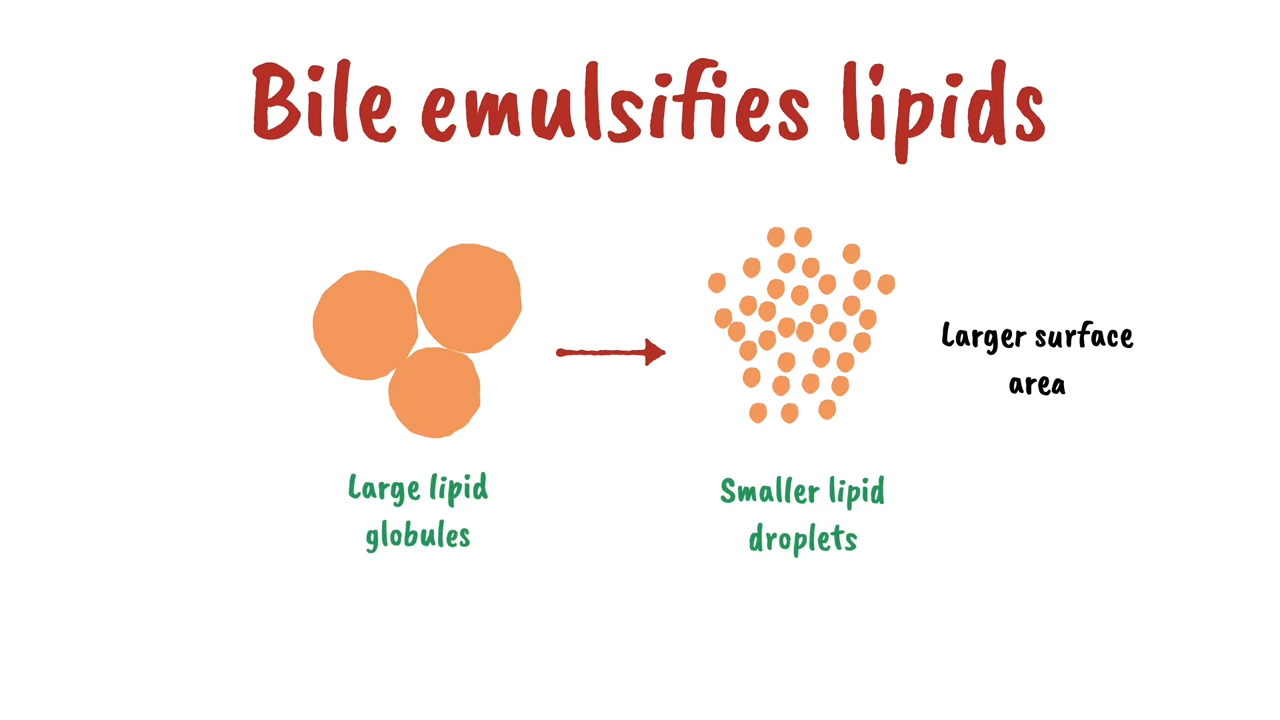 Bile emulsifies lipids
Larger surface
area
Large lipid
globules
Smaller lipid
droplets